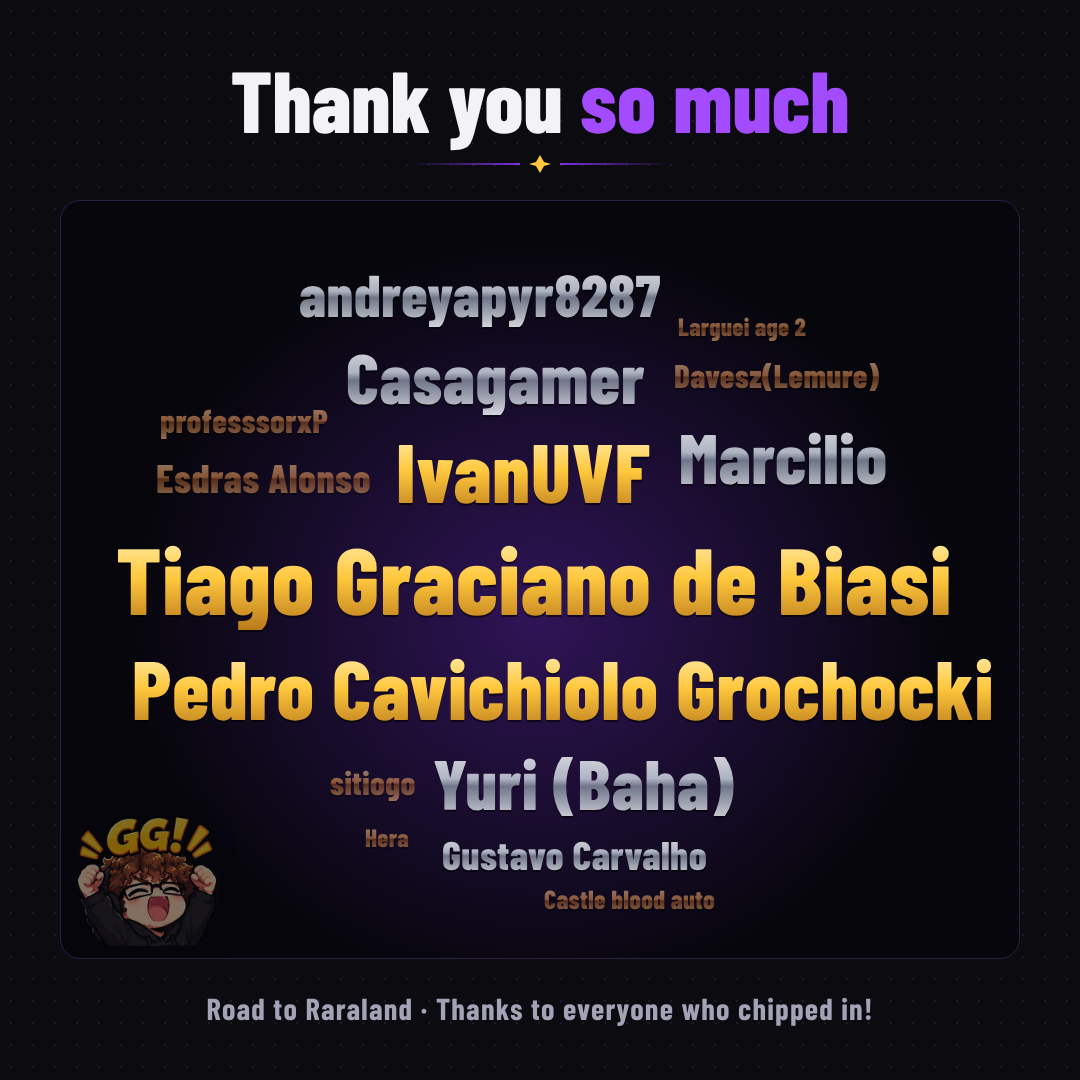 Thank you so much
andreyapyr8287
Larguei age 2
Casagamer
Davesz(Lemure)
professsorxP
IvanUVF
Marcilio
Esdras Alonso
Tiago Graciano de Biasi
Pedro Cavichiolo Grochocki
sitiogo
Yuri (Baha)
Hera
Gustavo Carvalho
Castle blood auto
GG!
Road to Raraland · Thanks to everyone who chipped in!